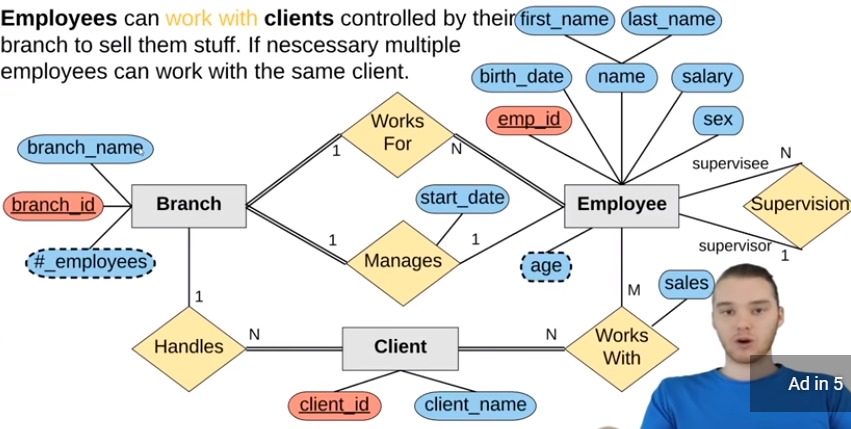 Employees can work with clients controlled by their
branch to sell them stuff. If nescessary multiple
employees can work with the same client.
first_name
last_name
birth_date
name
salary
emp_id
sex
branch_name
branch_id
#_employees
Branch
Works
For
1
N
start_date
Employee
supervisee
N
Supervision
supervisor
1
1
Manages
1
age
1
M
sales
Handles
N
Client
N
Works
With
client_id
client_name
Ad in 5